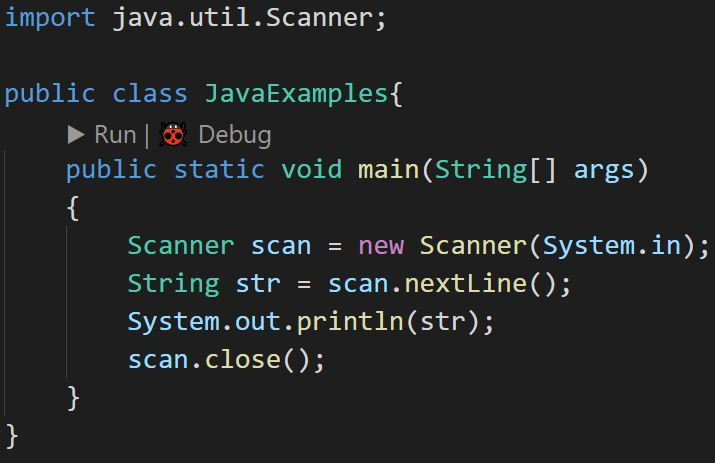 import java.util.Scanner;
public class JavaExamples{
Run | Debug
public static void main(String[] args)
{
Scanner scan = new Scanner(System.in);
String str = scan.nextLine();
System.out.println(str);
scan.close();
}
}